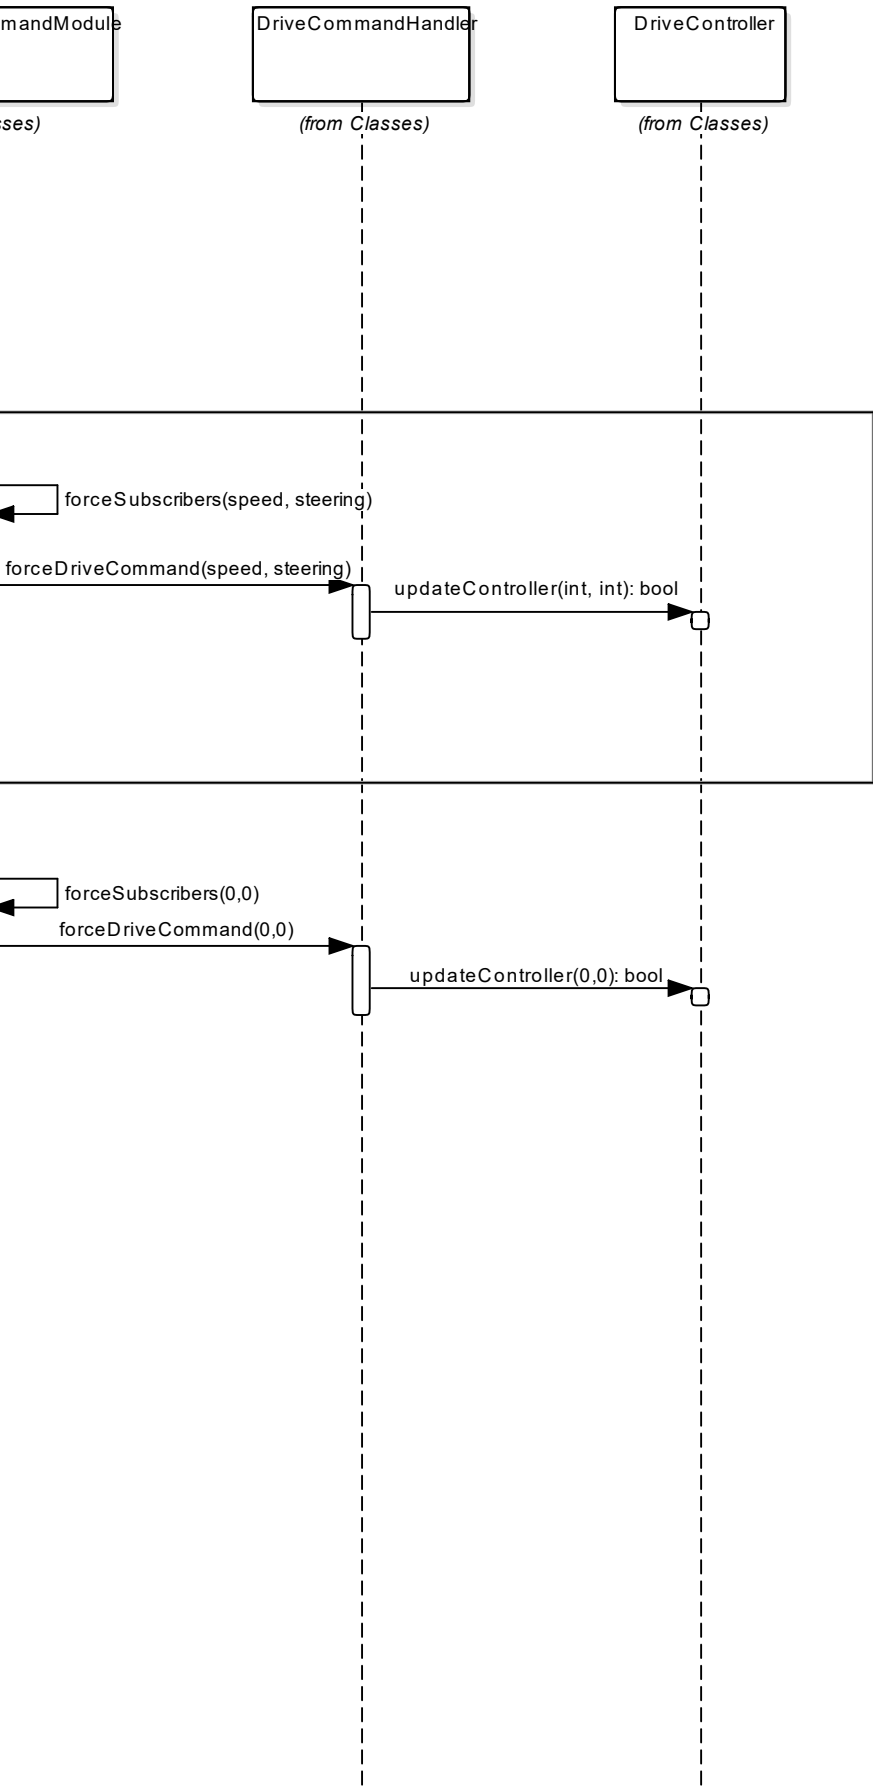 mandModule
DriveCommandHandler
DriveController
sses)
(from Classes)
(from Classes)
forceSubscribers(speed, steering)
forceDriveCommand(speed, steering)
updateController(int, int): bool
forceSubscribers(0,0)
forceDriveCommand(0,0)
updateController(0,0): bool